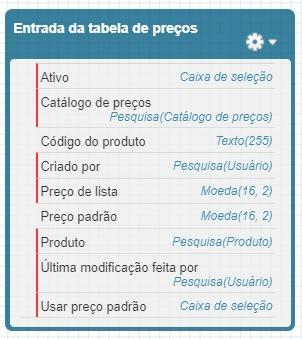 Entrada da tabela de preços
Ativo Caixa de seleção
Catálogo de preços
Pesquisa(Catálogo de preços)
Código do produto Texto(255)
Criado por Pesquisa(Usuário)
Preço de lista Moeda(16, 2)
Preço padrão Moeda(16, 2)
Produto Pesquisa(Produto)
Última modificação feita por
Pesquisa(Usuário)
Usar preço padrão Caixa de seleção